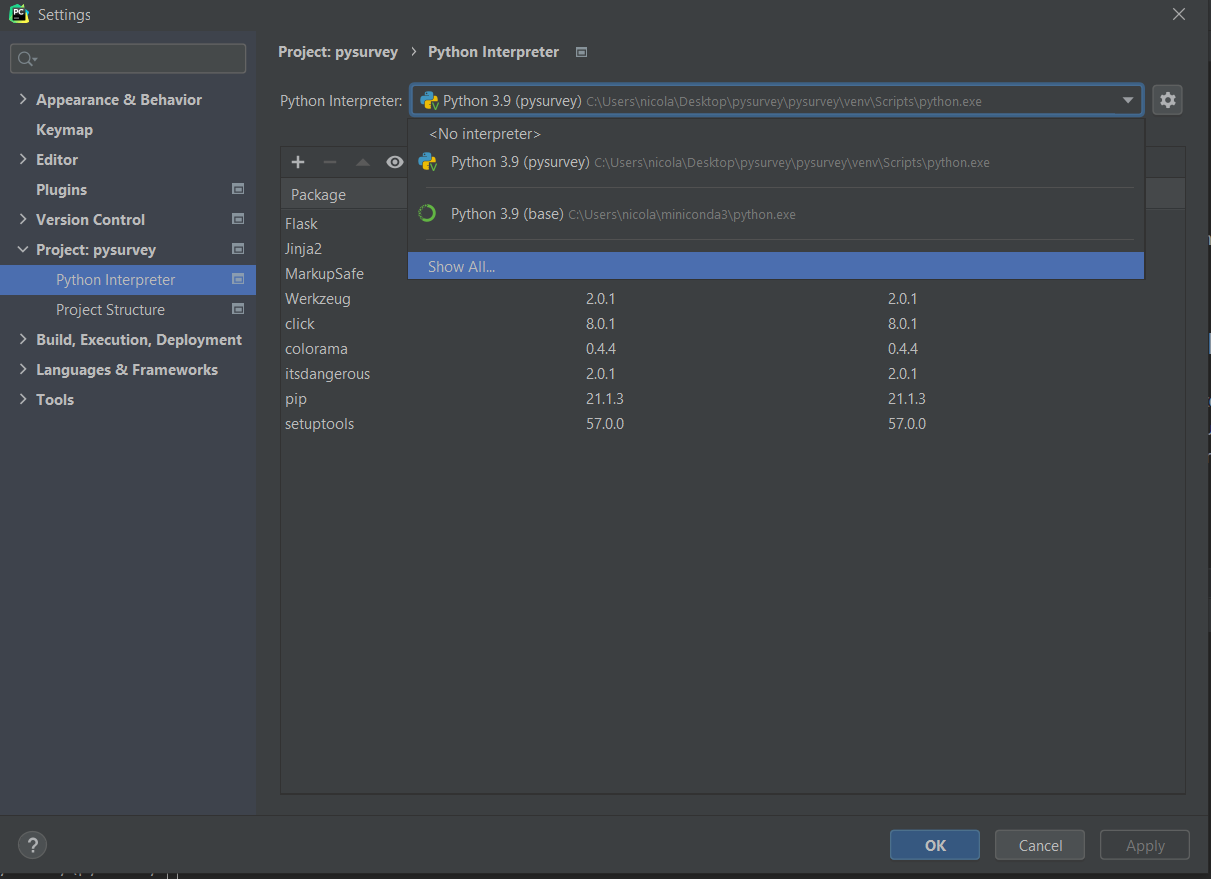 PC Settings
Project: pysurvey › Python Interpreter
Appearance & Behavior
Keymap
Editor
Plugins
Version Control
Project: pysurvey
Python Interpreter
Project Structure
Build, Execution, Deployment
Languages & Frameworks
Tools
Python Interpreter: Python 3.9 (pysurvey) C:\Users\nicola\Desktop\pysurvey\pysurvey\venv\Scripts\python.exe
<No interpreter>
Python 3.9 (pysurvey) C:\Users\nicola\Desktop\pysurvey\pysurvey\venv\Scripts\python.exe
Python 3.9 (base) C:\Users\nicola\miniconda3\python.exe
Show All...
Package
Flask
Jinja2
MarkupSafe
Werkzeug 2.0.1 2.0.1
click 8.0.1 8.0.1
colorama 0.4.4 0.4.4
itsdangerous 2.0.1 2.0.1
pip 21.1.3 21.1.3
setuptools 57.0.0 57.0.0
?
OK Cancel Apply